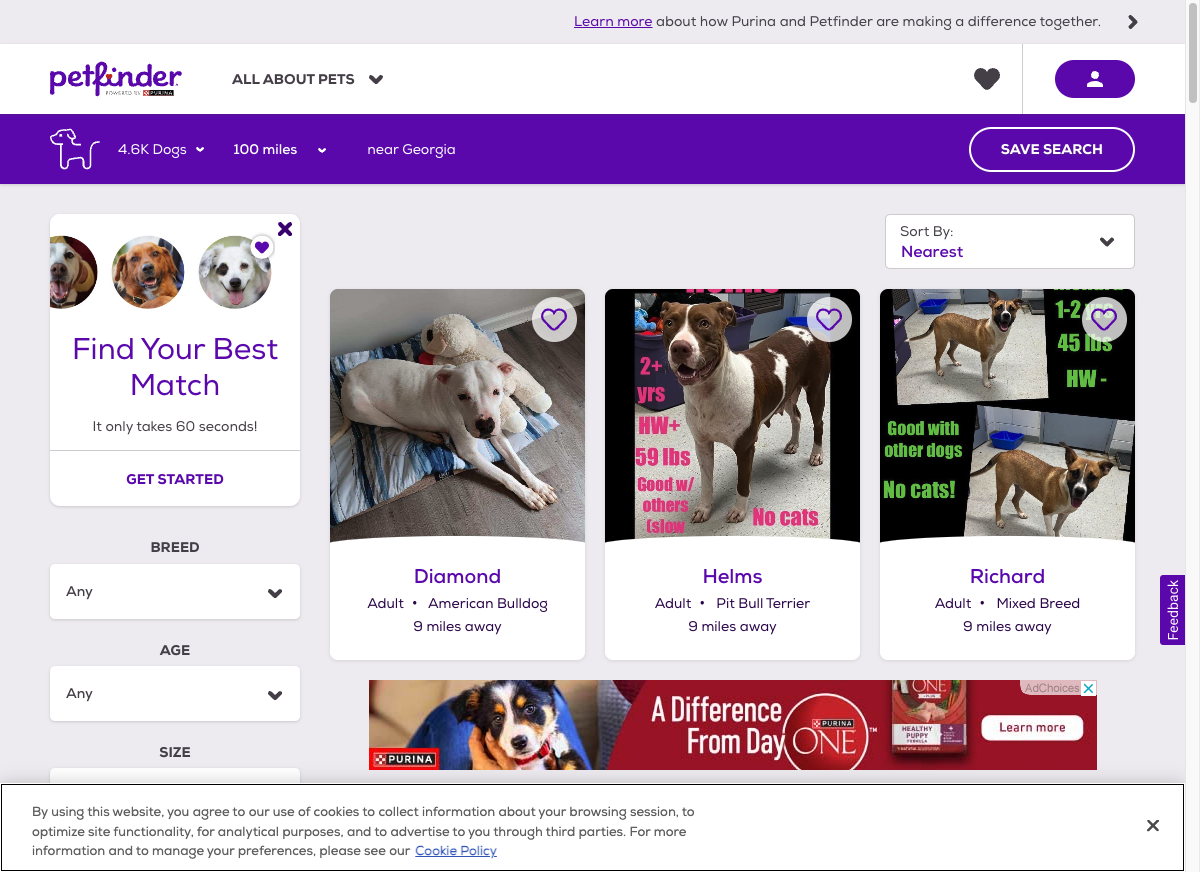 Learn more about how Purina and Petfinder are making a difference together.
petfinder
POWERED BY PURINA
ALL ABOUT PETS
4.6K Dogs
100 miles
near Georgia
SAVE SEARCH
Find Your Best
Match
It only takes 60 seconds!
GET STARTED
BREED
Any
AGE
Any
SIZE
Sort By:
Nearest
2+
yrs
HW+
59 lbs
Good w/
others
(slow
No cats
1-2 yrs
45 lbs
HW -
Good with
other dogs
No cats!
Diamond
Adult • American Bulldog
9 miles away
Helms
Adult • Pit Bull Terrier
9 miles away
Richard
Adult • Mixed Breed
9 miles away
Feedback
PURINA
A Difference
From Day
PURINA
ONE™
ONE
HEALTHY
PUPPY
FORMULA
AdChoices
Learn more
By using this website, you agree to our use of cookies to collect information about your browsing session, to
optimize site functionality, for analytical purposes, and to advertise to you through third parties. For more
information and to manage your preferences, please see our Cookie Policy